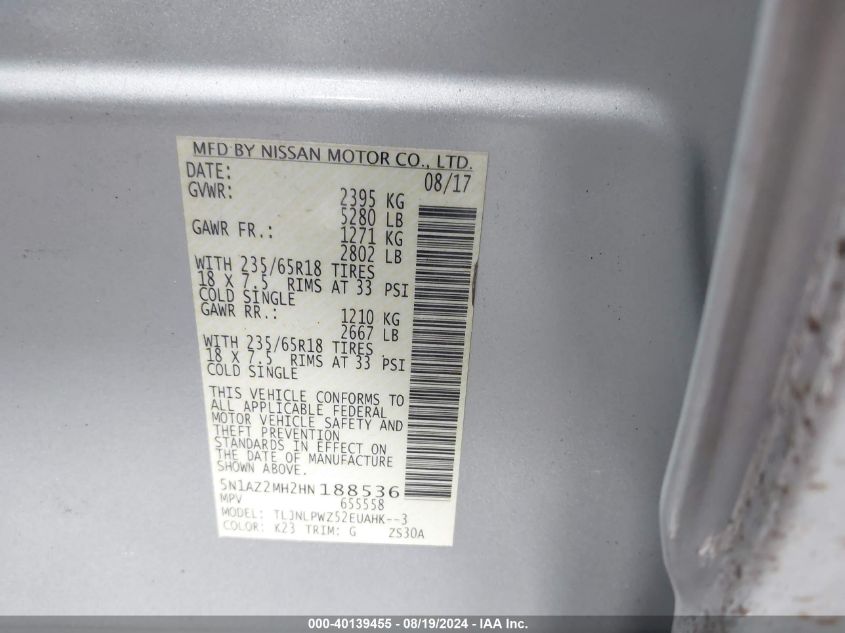 MFD BY NISSAN MOTOR CO., LTD.
DATE: 08/17
GVWR: 2395 KG
5280 LB
GAWR FR.: 1271 KG
2802 LB
WITH 235/65R18 TIRES
18 X 7.5 RIMS AT 33 PSI
COLD SINGLE
GAWR RR.: 1210 KG
2667 LB
WITH 235/65R18 TIRES
18 X 7.5 RIMS AT 33 PSI
COLD SINGLE
THIS VEHICLE CONFORMS TO
ALL APPLICABLE FEDERAL
MOTOR VEHICLE SAFETY AND
THEFT PREVENTION
STANDARDS IN EFFECT ON
THE DATE OF MANUFACTURE
SHOWN ABOVE.
5N1AZ2MH2HN188536
MPV 655558
MODEL: TLJNLPWZ52EUAHK--3
COLOR: K23 TRIM: G ZS30A
000-40139455 - 08/19/2024 - IAA Inc.